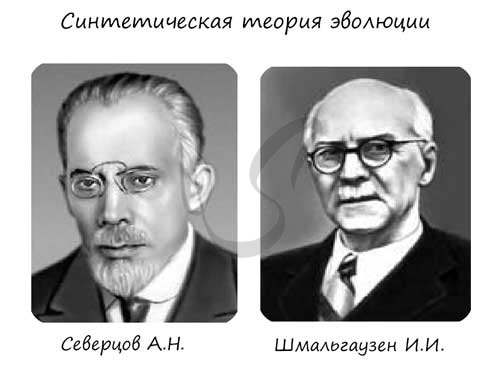 Синтетическая теория эволюции
Северцов А.Н.
Шмальгаузен И.И.